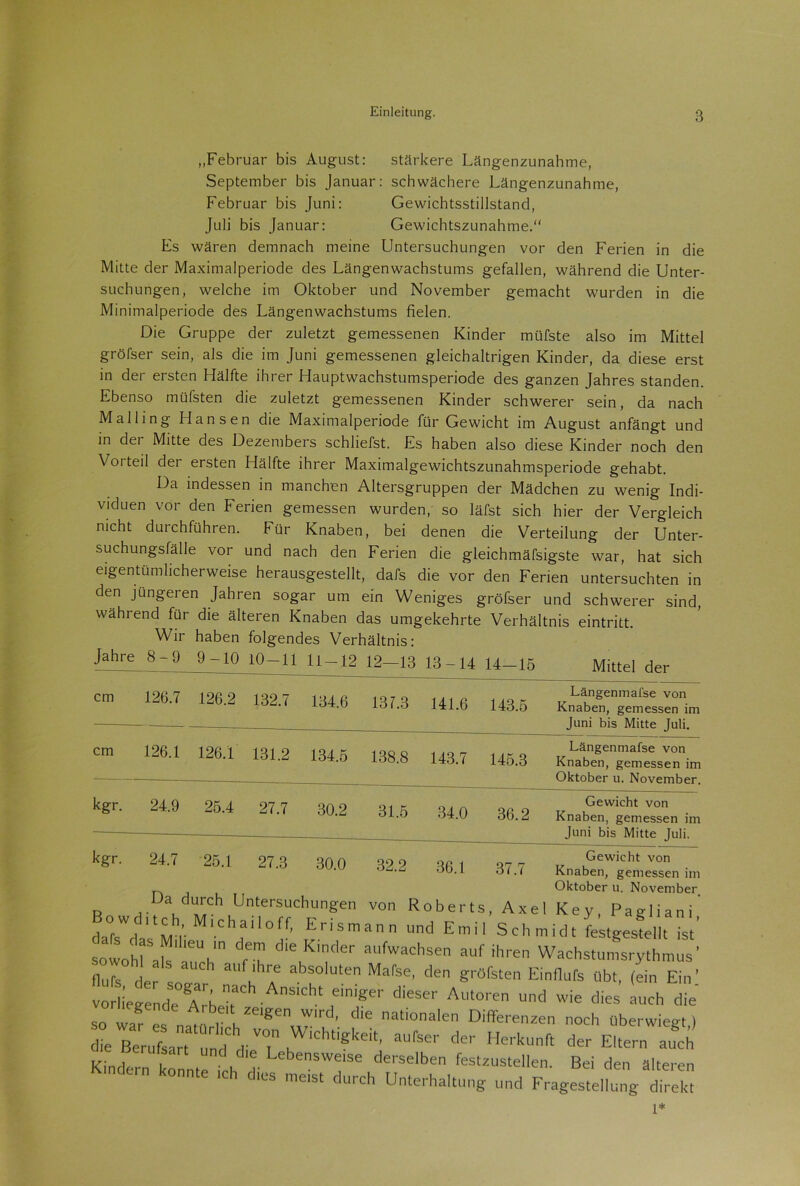 Einleitung. 3
„Februar bis August: stärkere Längenzunahme,
September bis Januar: schwächere Längenzunahme,
Februar bis Juni: Gewichtsstillstand,
Juli bis Januar: Gewichtszunahme.“
Es wären demnach meine Untersuchungen vor den Ferien in die
Mitte der Maximalperiode des Längenwachstums gefallen, während die Unter-
suchungen, welche im Oktober und November gemacht wurden in die
Minimalperiode des Längenwachstums fielen.
Die Gruppe der zuletzt gemessenen Kinder müfste also im Mittel
gröfser sein, als die im Juni gemessenen gleichaltrigen Kinder, da diese erst
in der ersten Hälfte ihrer Hauptwachstumsperiode des ganzen Jahres standen.
Ebenso müfsten die zuletzt gemessenen Kinder schwerer sein, da nach
Malling Hansen die Maximalperiode für Gewicht im August anfängt und
in der Mitte des Dezembers schliefst. Es haben also diese Kinder noch den
Vorteil der ersten Hälfte ihrer Maximalgewichtszunahmsperiode gehabt.
Da indessen in manchen Altersgruppen der Mädchen zu wenig Indi-
viduen vor den Ferien gemessen wurden, so läfst sich hier der Vergleich
nicht durchführen. Für Knaben, bei denen die Verteilung der Unter-
suchungsfälle vor und nach den Ferien die gleichmäfsigste war, hat sich
eigentümlicherweise herausgestellt, dafs die vor den Ferien untersuchten in
den jüngeren Jahren sogar um ein Weniges gröfser und schwerer sind,
während für die älteren Knaben das umgekehrte Verhältnis eintritt.
Wir haben folgendes Verhältnis:
Jahre 8-9 9-10 10-11 11-12 12-13 13-14 14-15 Mittel der
cm 126.7 126.2 132.7 134.6 137.3 141.6 143.5 Längenmafse von Knaben, gemessen im Juni bis Mitte Juli.
cm 126.1 126.1 131.2 134.5 138.8 143.7 145.3 Längenmafse von Knaben, gemessen im Oktober u. November.
kgr. 24.9 25.4 27.7 30.2 31.5 34.0 36.2 Gewicht von Knaben, gemessen im Juni bis Mitte Juli.
kgr. 24.7 25.1 27.3 30.0 32.2 36.1 37.7 Gewicht von Knaben, gemessen im Oktober u. November.
Da durch Untersuchungen von Roberts, Axel Key, Pagliani,
Bowditch, Michailoff, Erismann und Emil Schmidt festgestellt ist,
dafs das Milieu in dem die Kinder aufwachsen auf ihren Wachstumsrythmus,
sowohl als auch auf ihre absoluten Mafse, den gröfsten Einflufs übt, (ein Ein-
flufs, der sogar, nach Ansicht einiger dieser Autoren und wie dies auch die
vorliegende Arbeit zeigen wird, die nationalen Differenzen noch überwiegt,)
so war es natürlich von Wichtigkeit, aufser der Herkunft der Eltern auch
die Berufsart und die Lebensweise derselben festzustellen. Bei den älteren
Kindern konnte ich dies meist durch Unterhaltung und Fragestellung direkt
1*